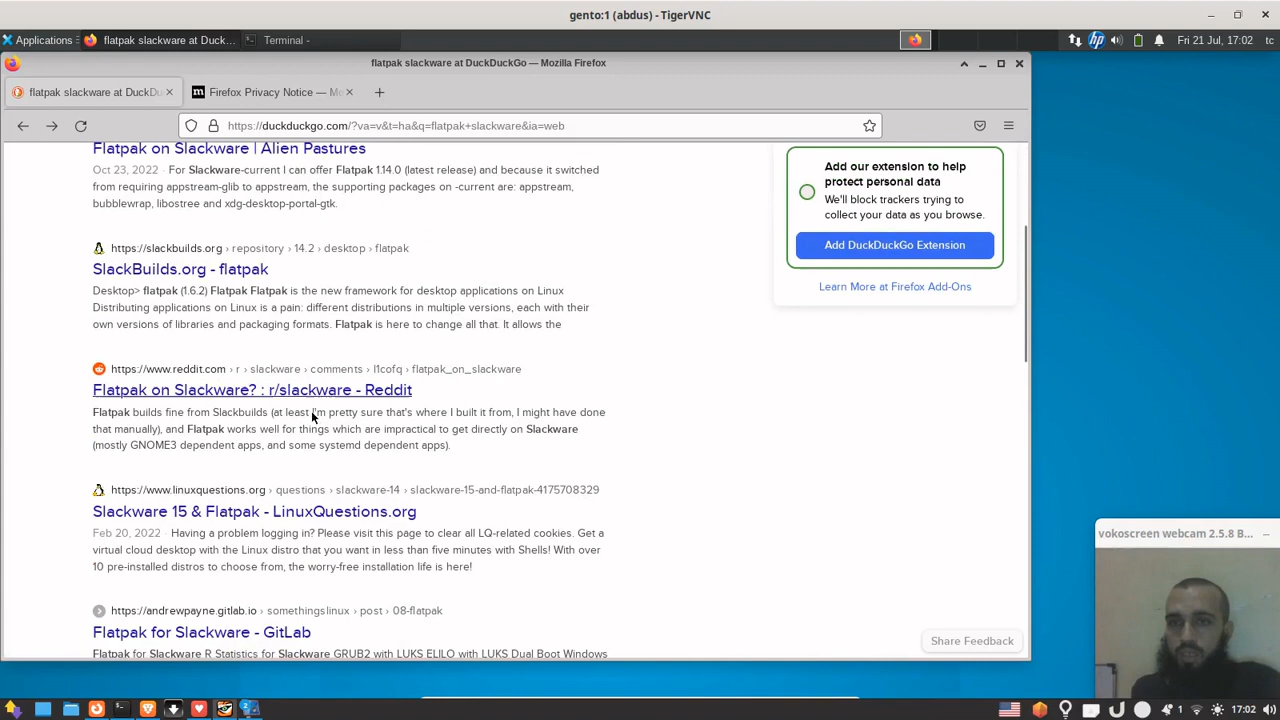 gento:1 (abdus) - TigerVNC
Applications
flatpak slackware at Duck...
Terminal -
Fri 21 Jul, 17:02
tc
flatpak slackware at DuckDuckGo — Mozilla Firefox
flatpak slackware at DuckDu
Firefox Privacy Notice — Me
https://duckduckgo.com/?va=v&t=ha&q=flatpak+slackware&ia=web
Flatpak on Slackware | Alien Pastures
Oct 23, 2022 · For Slackware-current I can offer Flatpak 1.14.0 (latest release) and because it switched
from requiring appstream-glib to appstream, the supporting packages on -current are: appstream,
bubblewrap, libostree and xdg-desktop-portal-gtk.
https://slackbuilds.org › repository › 14.2 › desktop › flatpak
SlackBuilds.org - flatpak
Desktop> flatpak (1.6.2) Flatpak Flatpak is the new framework for desktop applications on Linux
Distributing applications on Linux is a pain: different distributions in multiple versions, each with their
own versions of libraries and packaging formats. Flatpak is here to change all that. It allows the
https://www.reddit.com › r › slackware › comments › l1cofq › flatpak_on_slackware
Flatpak on Slackware? : r/slackware - Reddit
Flatpak builds fine from Slackbuilds (at least I'm pretty sure that's where I built it from, I might have done
that manually), and Flatpak works well for things which are impractical to get directly on Slackware
(mostly GNOME3 dependent apps, and some systemd dependent apps).
https://www.linuxquestions.org › questions › slackware-14 › slackware-15-and-flatpak-4175708329
Slackware 15 & Flatpak - LinuxQuestions.org
Feb 20, 2022 · Having a problem logging in? Please visit this page to clear all LQ-related cookies. Get a
virtual cloud desktop with the Linux distro that you want in less than five minutes with Shells! With over
10 pre-installed distros to choose from, the worry-free installation life is here!
https://andrewpayne.gitlab.io › somethingslinux › post › 08-flatpak
Flatpak for Slackware - GitLab
Flatpak for Slackware R Statistics for Slackware GRUB2 with LUKS ELILO with LUKS Dual Boot Windows
Add our extension to help
protect personal data
We'll block trackers trying to
collect your data as you browse.
Add DuckDuckGo Extension
Learn More at Firefox Add-Ons
Share Feedback
vokoscreen webcam 2.5.8 B...
1
17:02